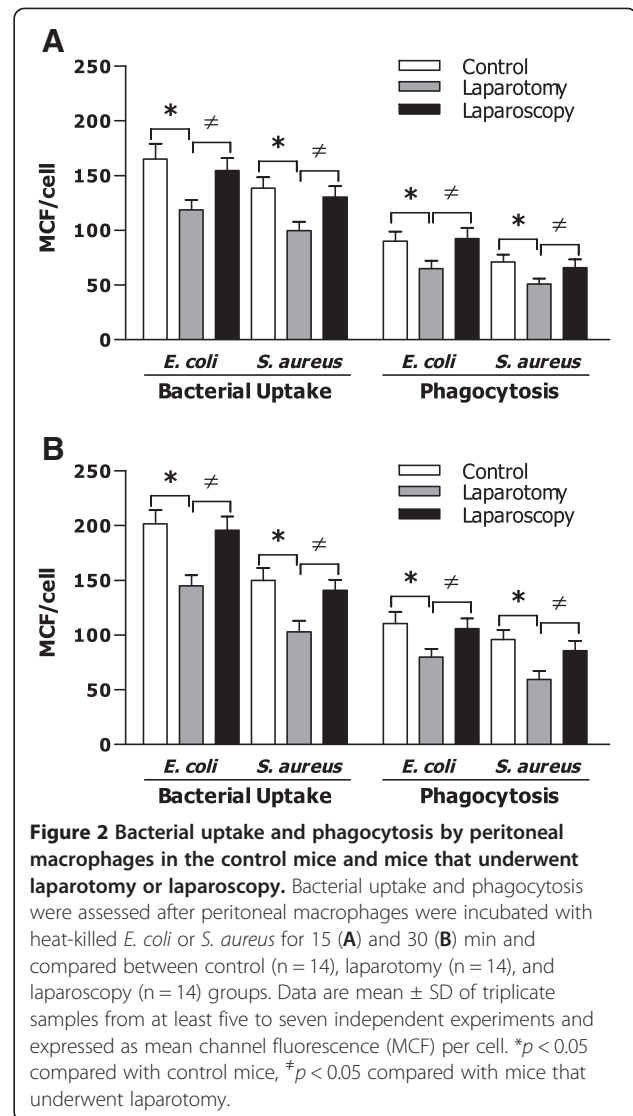 A
250
200
150
100
50
0
MCF/cell
Control
Laparotomy
Laparoscopy
* ≠ * ≠ * ≠ * ≠
E. coli S. aureus E. coli S. aureus
Bacterial Uptake Phagocytosis
B
250
200
150
100
50
0
MCF/cell
Control
Laparotomy
Laparoscopy
* ≠ * ≠ * ≠ * ≠
E. coli S. aureus E. coli S. aureus
Bacterial Uptake Phagocytosis
Figure 2 Bacterial uptake and phagocytosis by peritoneal
macrophages in the control mice and mice that underwent
laparotomy or laparoscopy. Bacterial uptake and phagocytosis
were assessed after peritoneal macrophages were incubated with
heat-killed E. coli or S. aureus for 15 (A) and 30 (B) min and
compared between control (n = 14), laparotomy (n = 14), and
laparoscopy (n = 14) groups. Data are mean ± SD of triplicate
samples from at least five to seven independent experiments and
expressed as mean channel fluorescence (MCF) per cell. *p < 0.05
compared with control mice, ≠p < 0.05 compared with mice that
underwent laparotomy.